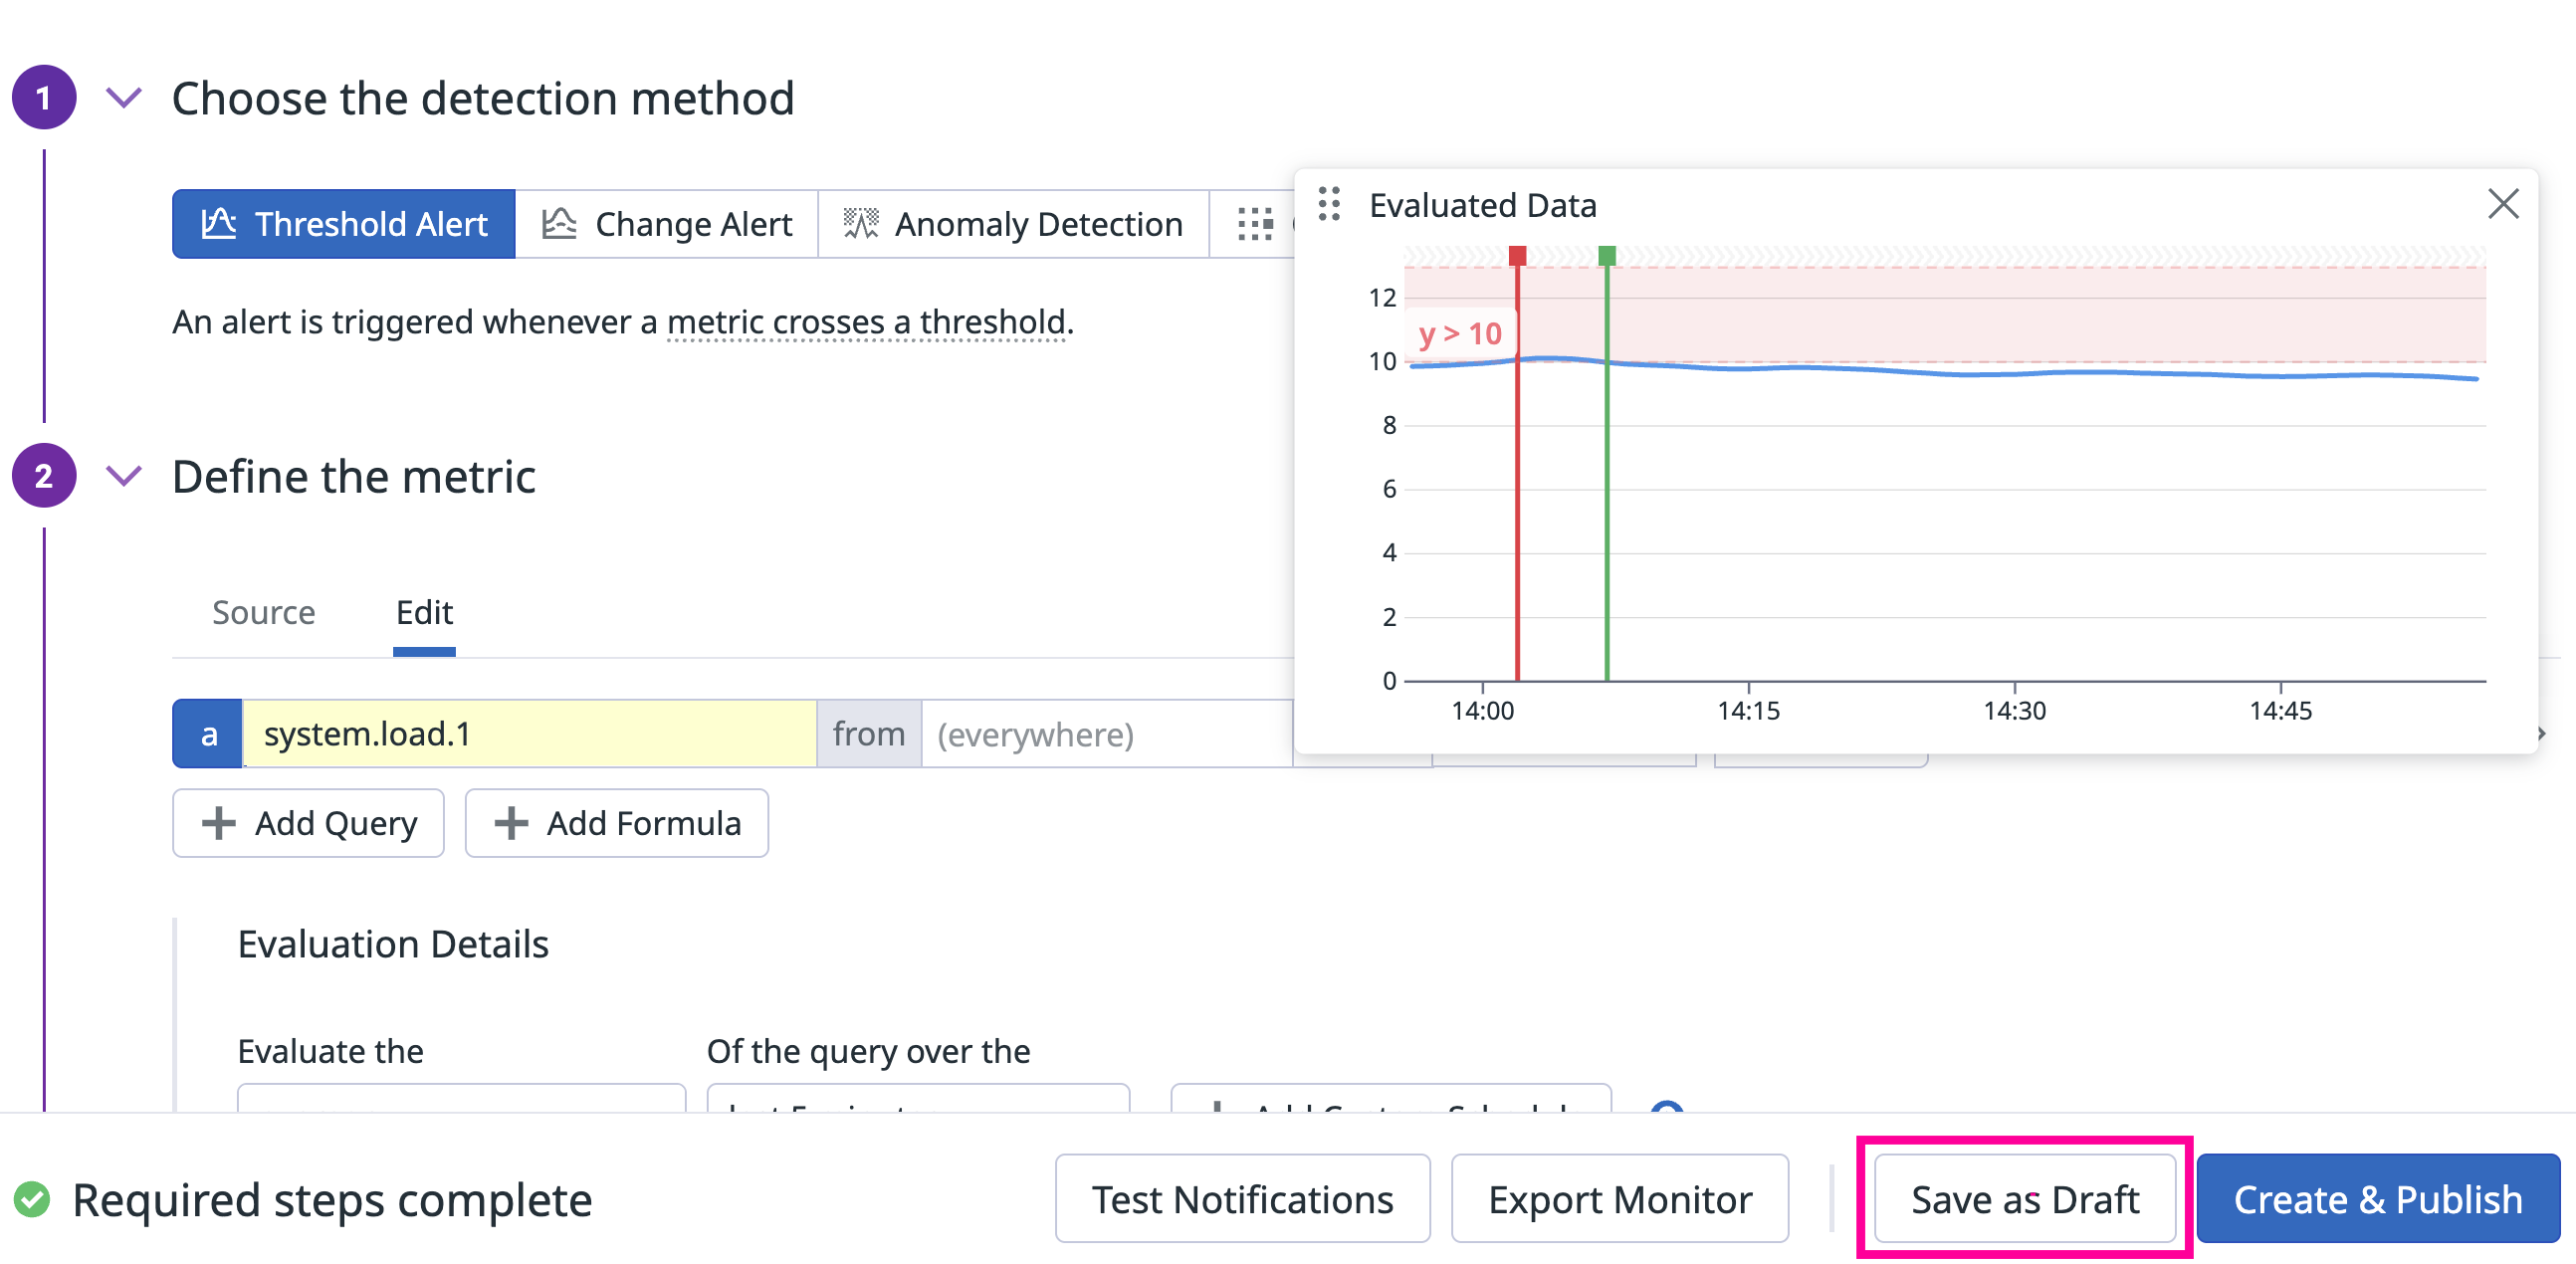 1 Choose the detection method
Threshold Alert Change Alert Anomaly Detection
An alert is triggered whenever a metric crosses a threshold.
Evaluated Data
12
y > 10
10
8
6
4
2
0
14:00 14:15 14:30 14:45
2 Define the metric
Source Edit
a system.load.1 from (everywhere)
Add Query Add Formula
Evaluation Details
Evaluate the Of the query over the
Required steps complete Test Notifications Export Monitor Save as Draft Create & Publish